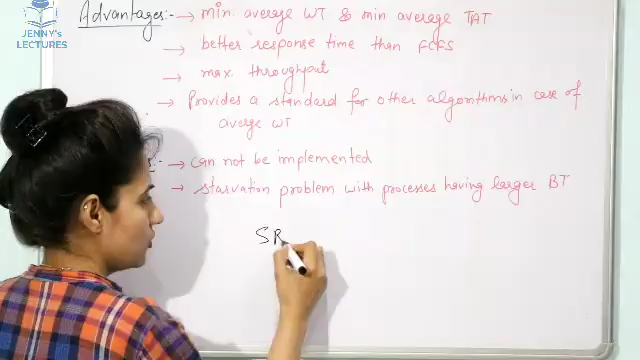 JENNY's
LECTURES
Advantages:- → min. average WT & min average TAT
→ better response time than FCFS
→ max. throughput
→ Provides a standard for other algorithms in case of
averge WT
s:- → can not be implemented
→ starvation problem with processes having larger BT
SR